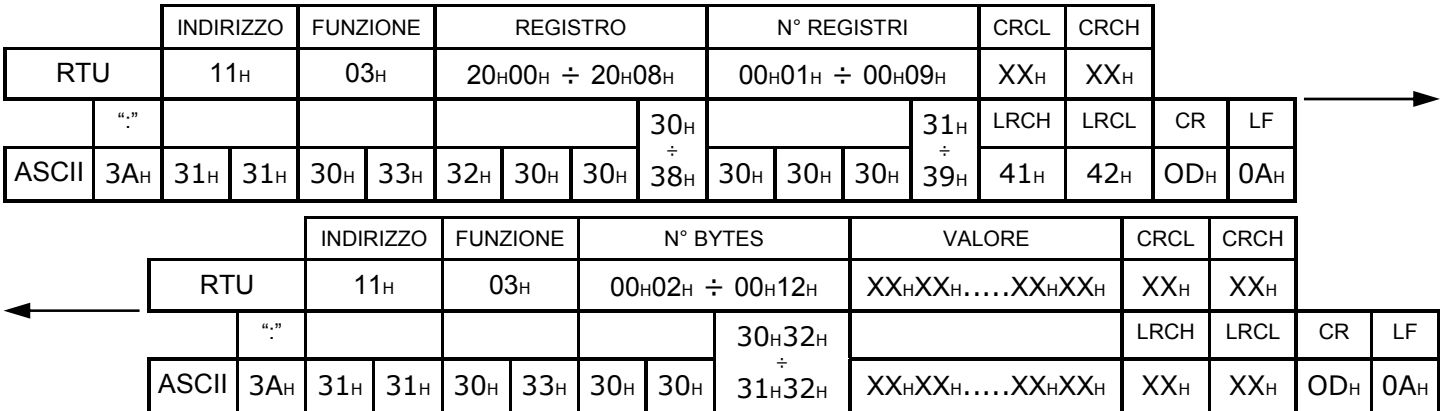 INDIRIZZO FUNZIONE REGISTRO N° REGISTRI CRCL CRCH
RTU 11H 03H 20H00H ÷ 20H08H 00H01H ÷ 00H09H XXH XXH
“:” 30H ÷ 38H 31H ÷ 39H LRCH LRCL CR LF
ASCII 3AH 31H 31H 30H 33H 32H 30H 30H 30H 30H 30H 41H 42H ODH 0AH
INDIRIZZO FUNZIONE N° BYTES VALORE CRCL CRCH
RTU 11H 03H 00H02H ÷ 00H12H XXHXXH.....XXHXXH XXH XXH
“:” 30H32H ÷ 31H32H LRCH LRCL CR LF
ASCII 3AH 31H 31H 30H 33H 30H 30H XXHXXH.....XXHXXH XXH XXH ODH 0AH